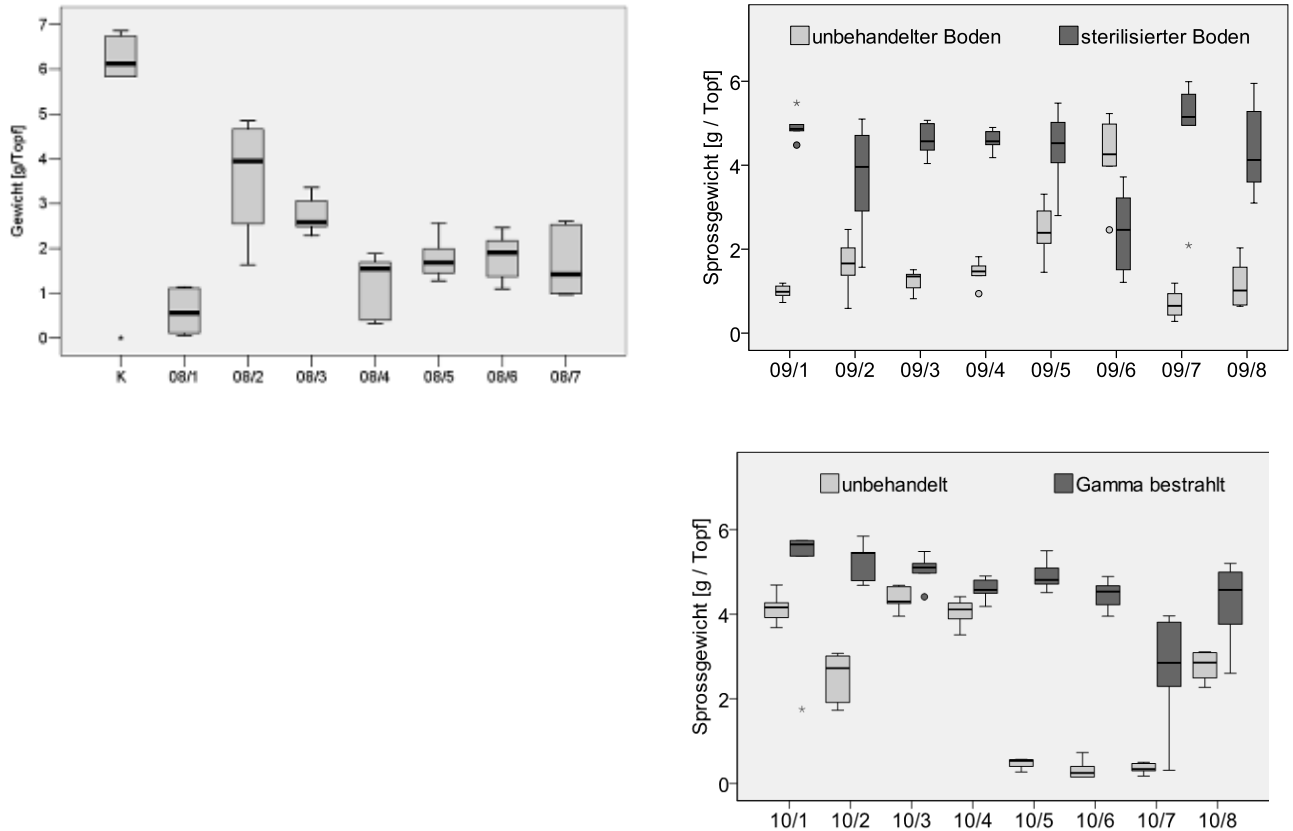 7
6
5
4
3
2
1
0
Gewicht [g/Topf]
K 08/1 08/2 08/3 08/4 08/5 08/6 08/7
unbehandelter Boden sterilisierter Boden
6
4
2
0
Sprossgewicht [g / Topf]
09/1 09/2 09/3 09/4 09/5 09/6 09/7 09/8
unbehandelt Gamma bestrahlt
6
4
2
0
Sprossgewicht [g / Topf]
10/1 10/2 10/3 10/4 10/5 10/6 10/7 10/8